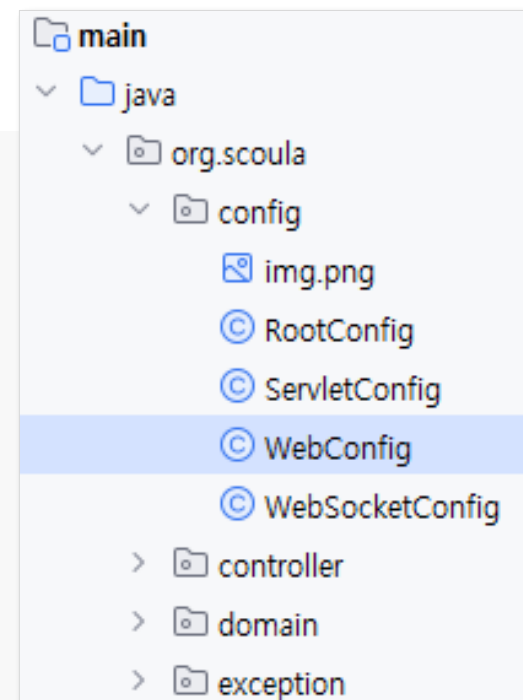 main
java
org.scoula
config
img.png
RootConfig
ServletConfig
WebConfig
WebSocketConfig
controller
domain
exception